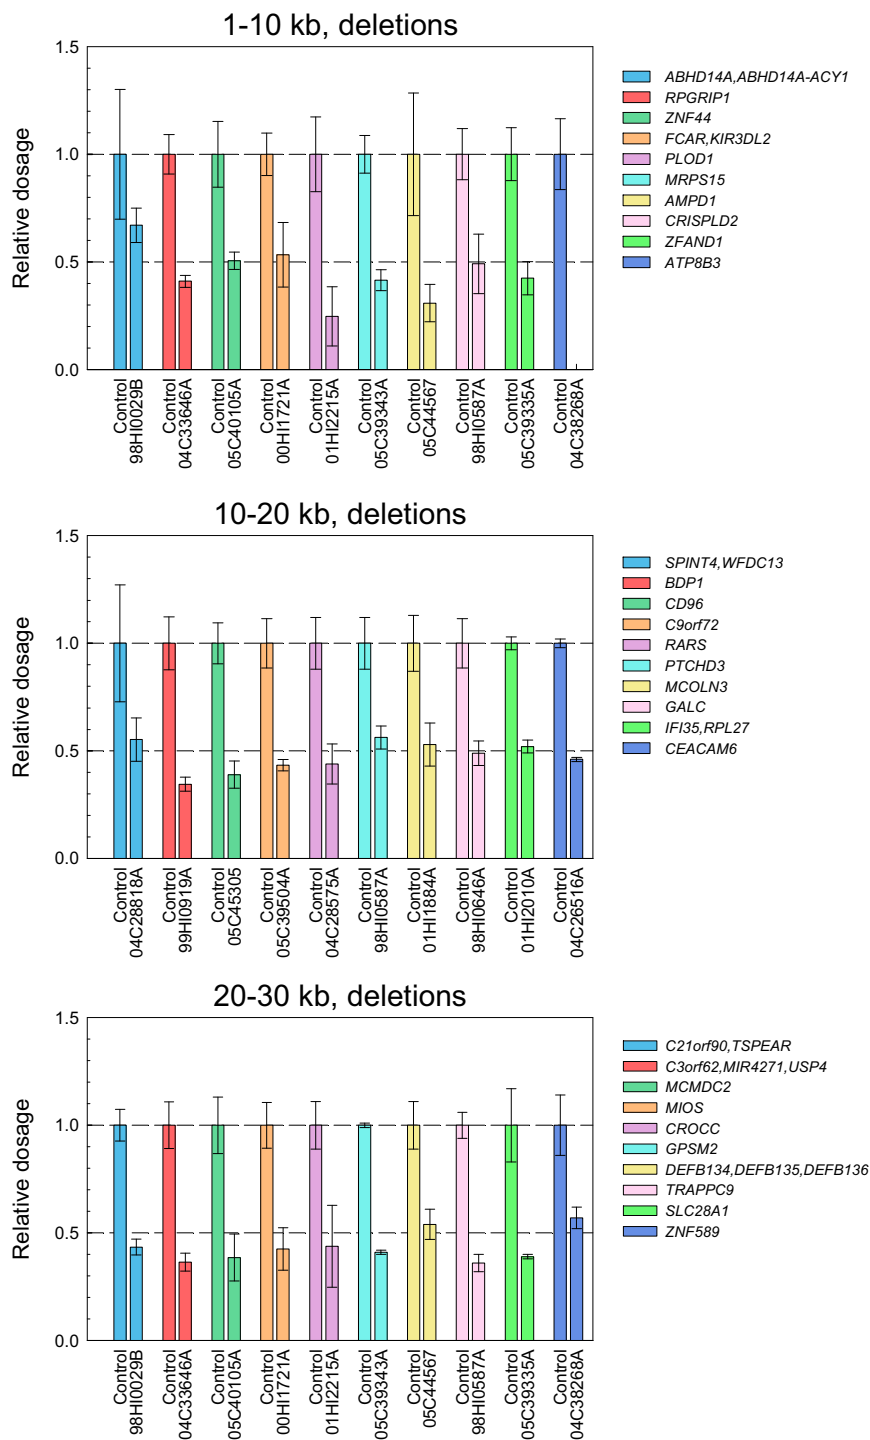 1-10 kb, deletions
Relative dosage
1.5
1.0
0.5
0.0
Control
98HI0029B
Control
04C33646A
Control
05C40105A
Control
00HI1721A
Control
01HI2215A
Control
05C39343A
Control
05C44567
Control
98HI0587A
Control
05C39335A
Control
04C38268A
ABHD14A,ABHD14A-ACY1
RPGRIP1
ZNF44
FCAR,KIR3DL2
PLOD1
MRPS15
AMPD1
CRISPLD2
ZFAND1
ATP8B3
10-20 kb, deletions
Relative dosage
1.5
1.0
0.5
0.0
Control
04C28818A
Control
99HI0919A
Control
05C45305
Control
05C39504A
Control
04C28575A
Control
98HI0587A
Control
01HI1884A
Control
98HI0646A
Control
01HI2010A
Control
04C26516A
SPINT4,WFDC13
BDP1
CD96
C9orf72
RARS
PTCHD3
MCOLN3
GALC
IFI35,RPL27
CEACAM6
20-30 kb, deletions
Relative dosage
1.5
1.0
0.5
0.0
Control
98HI0029B
Control
04C33646A
Control
05C40105A
Control
00HI1721A
Control
01HI2215A
Control
05C39343A
Control
05C44567
Control
98HI0587A
Control
05C39335A
Control
04C38268A
C21orf90,TSPEAR
C3orf62,MIR4271,USP4
MCMDC2
MIOS
CROCC
GPSM2
DEFB134,DEFB135,DEFB136
TRAPPC9
SLC28A1
ZNF589